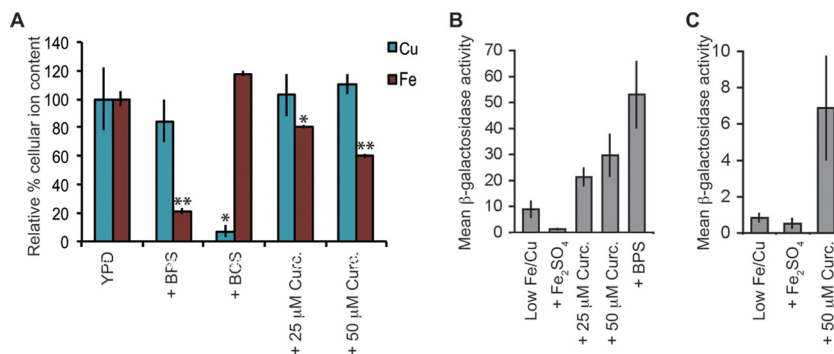 A
Relative % cellular ion content
140
120
100
80
60
40
20
0
Cu
Fe
**
*
*
**
YPD
+ BPS
+ BCS
+ 25 µM Curc.
+ 50 µM Curc.
B
Mean β-galactosidase activity
70
60
50
40
30
20
10
0
Low Fe/Cu
+ Fe2SO4
+ 25 µM Curc.
+ 50 µM Curc.
+ BPS
C
Mean β-galactosidase activity
10
8
6
4
2
0
Low Fe/Cu
+ Fe2SO4
+ 50 µM Curc.